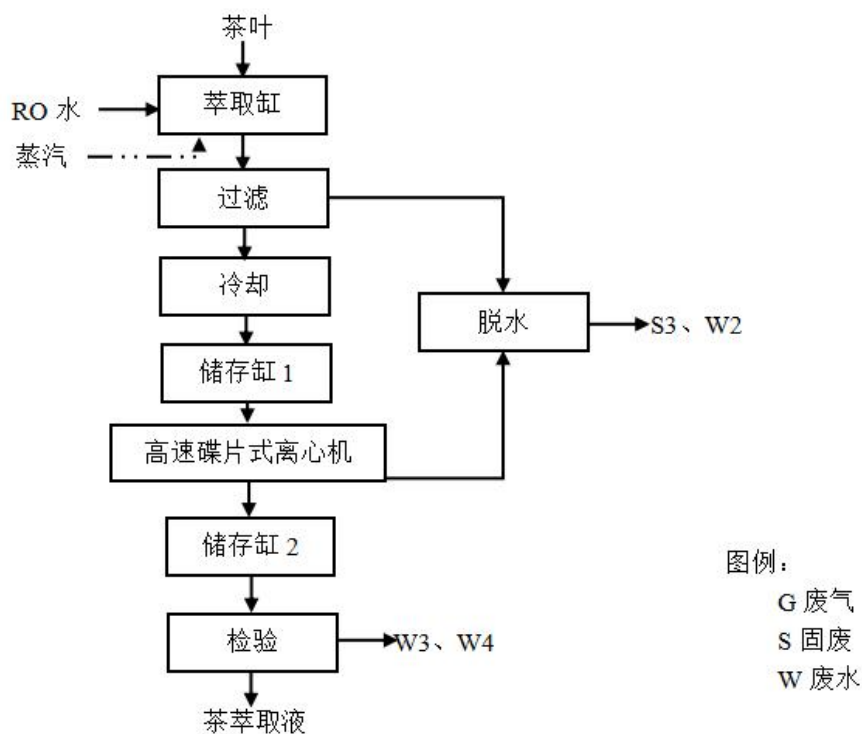 茶叶
萃取缸
RO 水
蒸汽
过滤
冷却
脱水
S3、W2
储存缸 1
高速碟片式离心机
储存缸 2
检验
W3、W4
茶萃取液
图例：
G 废气
S 固废
W 废水